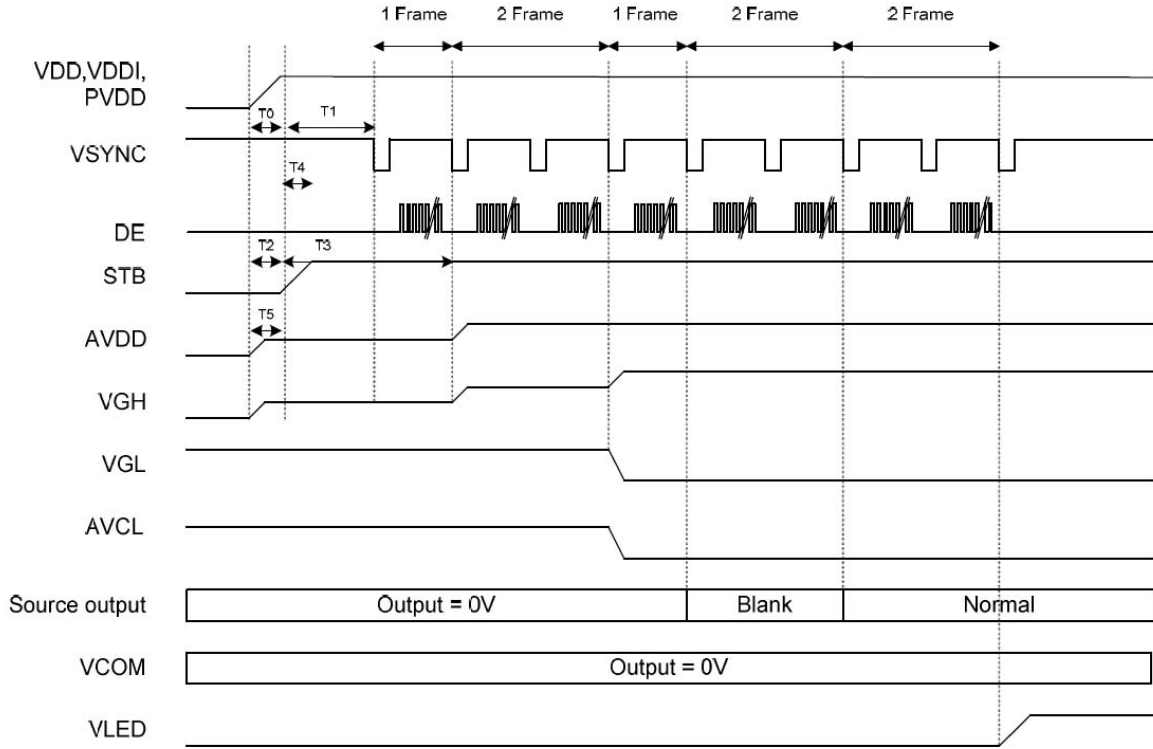 1 Frame 2 Frame 1 Frame 2 Frame 2 Frame
VDD,VDDI,
PVDD
T0 T1
VSYNC
T4
DE
T2 T3
STB
T5
AVDD
VGH
VGL
AVCL
Source output Output = 0V Blank Normal
VCOM Output = 0V
VLED